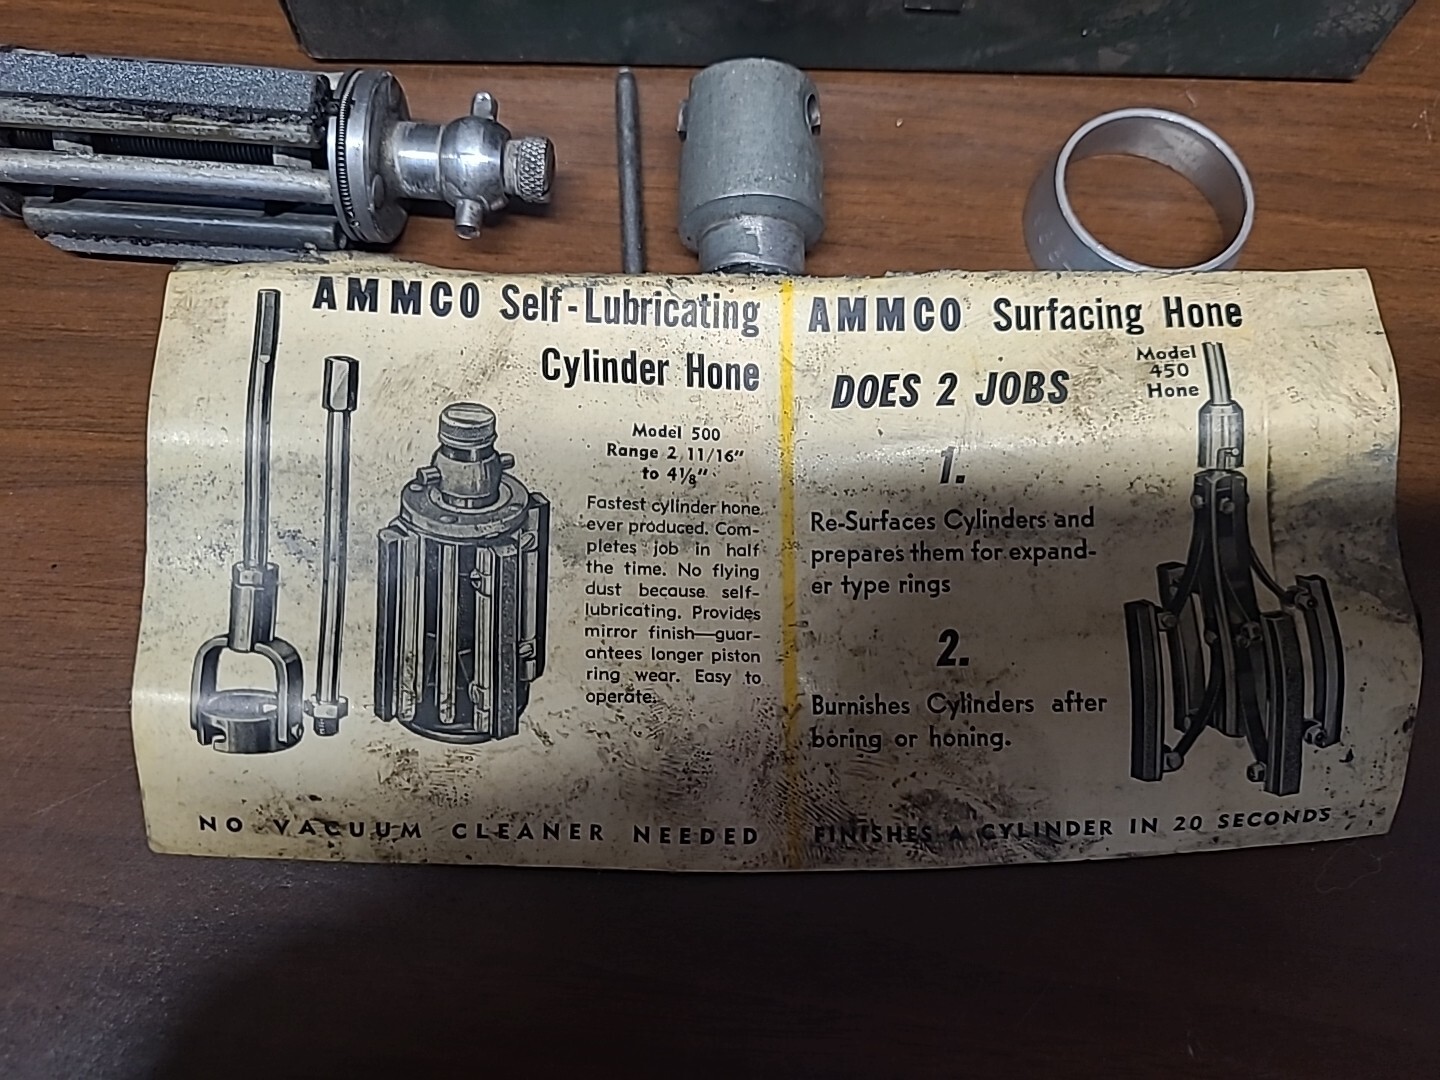 AMMCO Self-Lubricating
Cylinder Hone
Model 500
Range 2 11/16"
to 4⅛"
Fastest cylinder hone
ever produced. Com-
pletes job in half
the time. No flying
dust because self-
lubricating. Provides
mirror finish—guar-
antees longer piston
ring wear. Easy to
operate.
NO VACUUM CLEANER NEEDED
AMMCO Surfacing Hone
DOES 2 JOBS
Model
450
Hone
1.
Re-Surfaces Cylinders and
prepares them for expand-
er type rings
2.
Burnishes Cylinders after
boring or honing.
FINISHES A CYLINDER IN 20 SECONDS